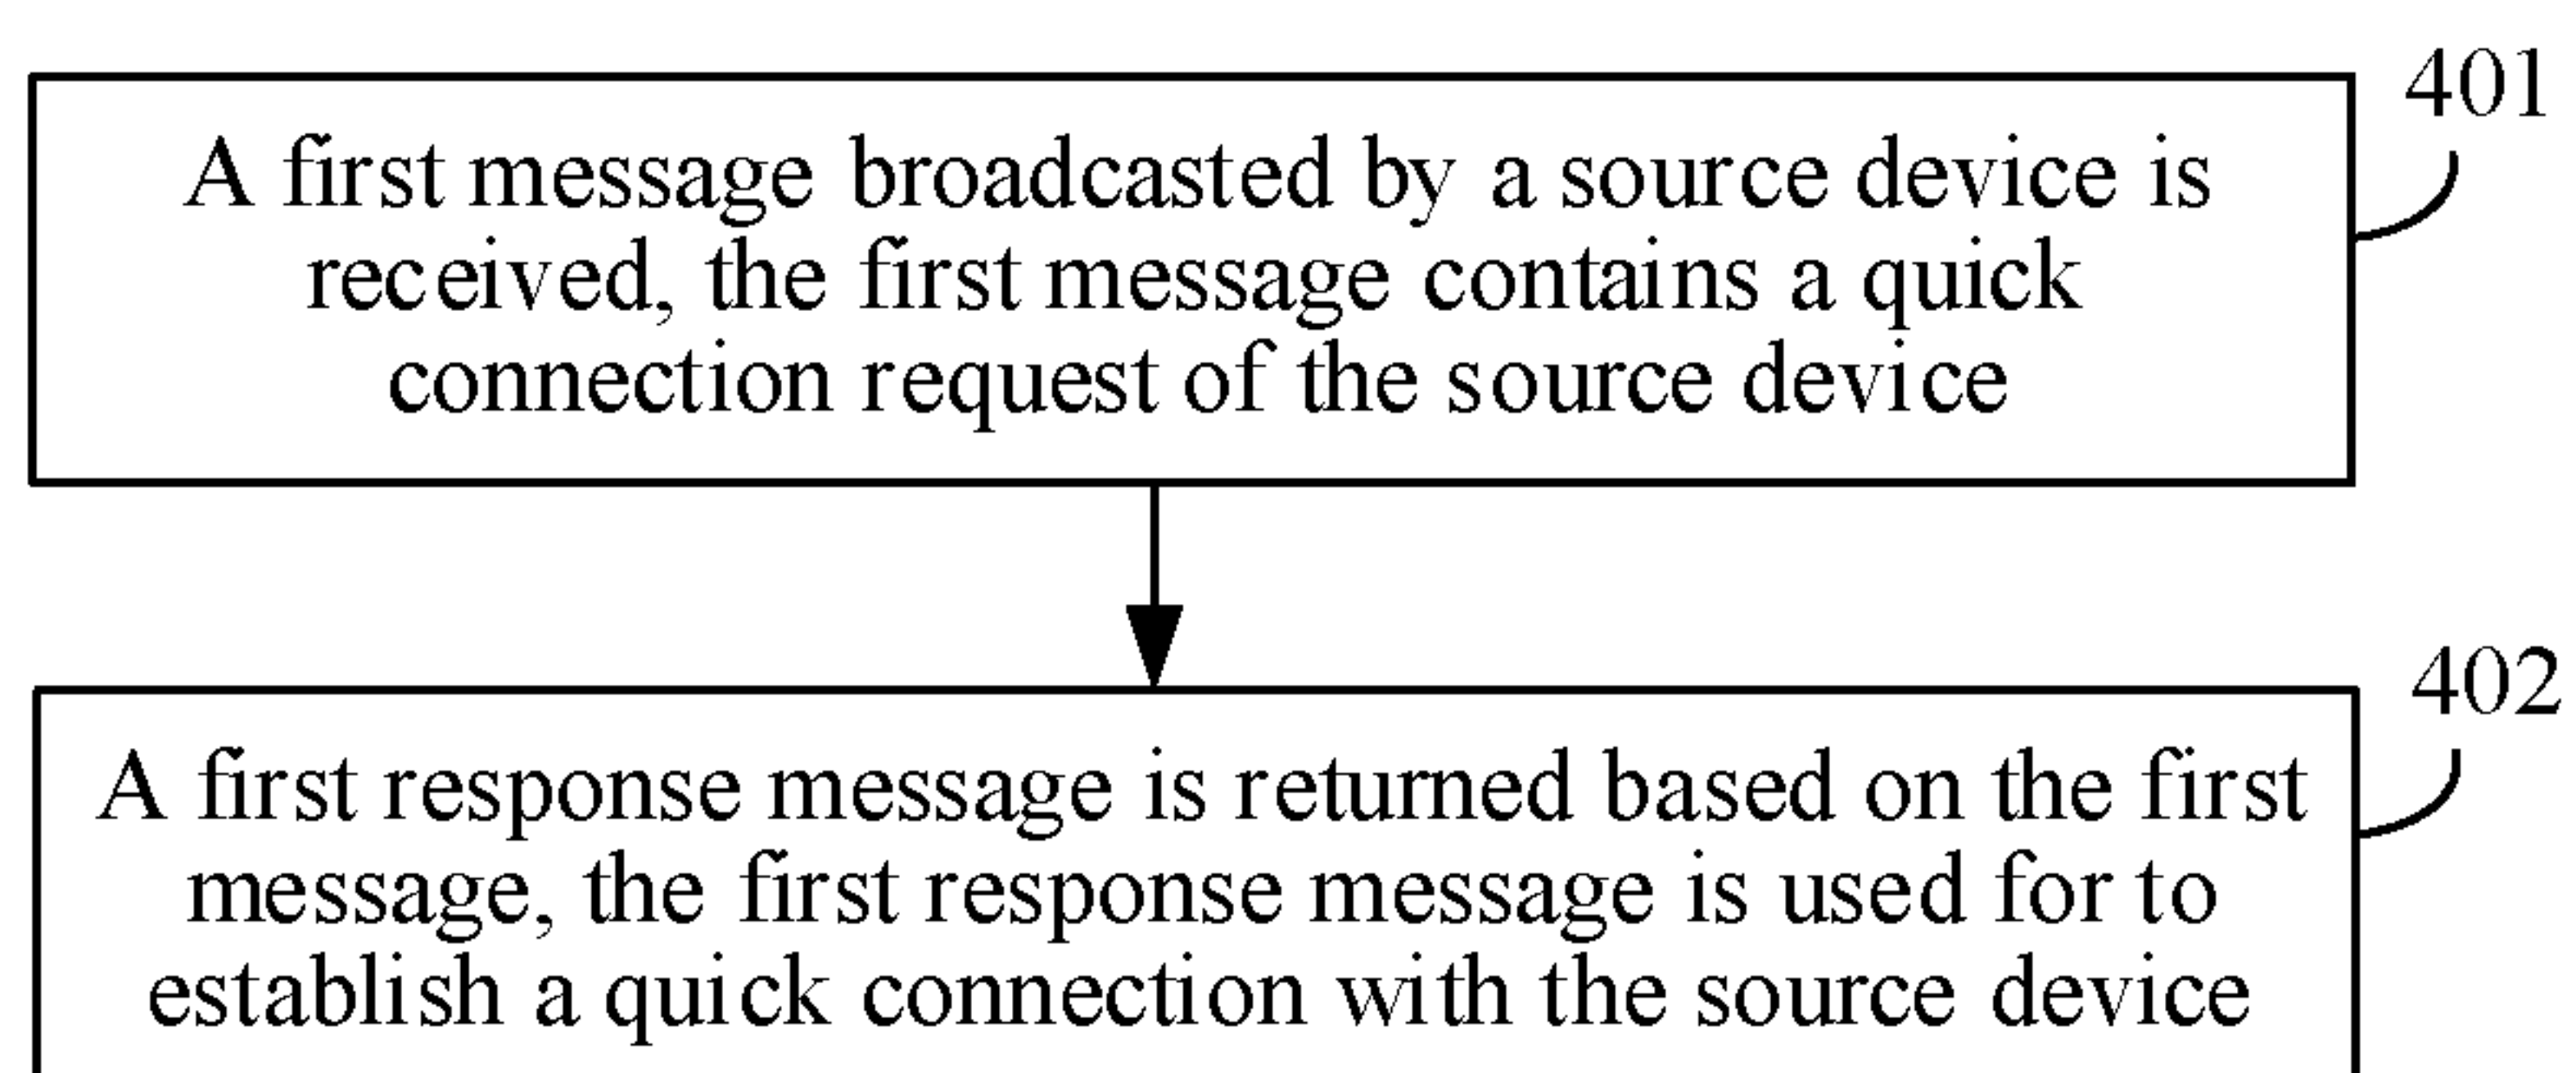 401
A first message broadcasted by a source device is
received, the first message contains a quick
connection request of the source device
402
A first response message is returned based on the first
message, the first response message is used for to
establish a quick connection with the source device